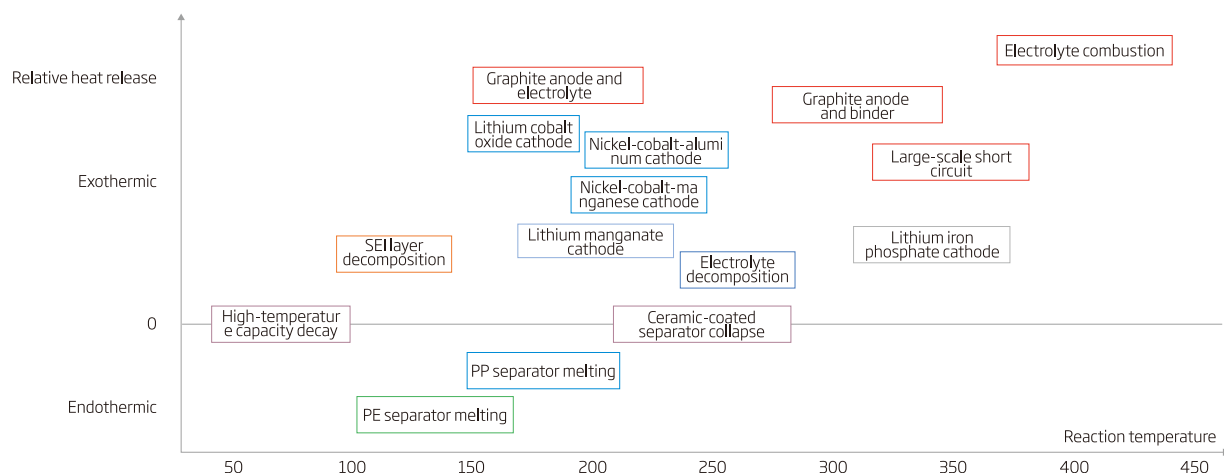 Electrolyte combustion
Relative heat release
Graphite anode and
electrolyte
Graphite anode
and binder
Lithium cobalt
oxide cathode
Nickel-cobalt-alumi
num cathode
Large-scale short
circuit
Exothermic
Nickel-cobalt-ma
nganese cathode
Lithium manganate
cathode
Lithium iron
phosphate cathode
SEI layer
decomposition
Electrolyte
decomposition
0
High-temperatur
e capacity decay
Ceramic-coated
separator collapse
PP separator melting
Endothermic
PE separator melting
Reaction temperature
50 100 150 200 250 300 350 400 450